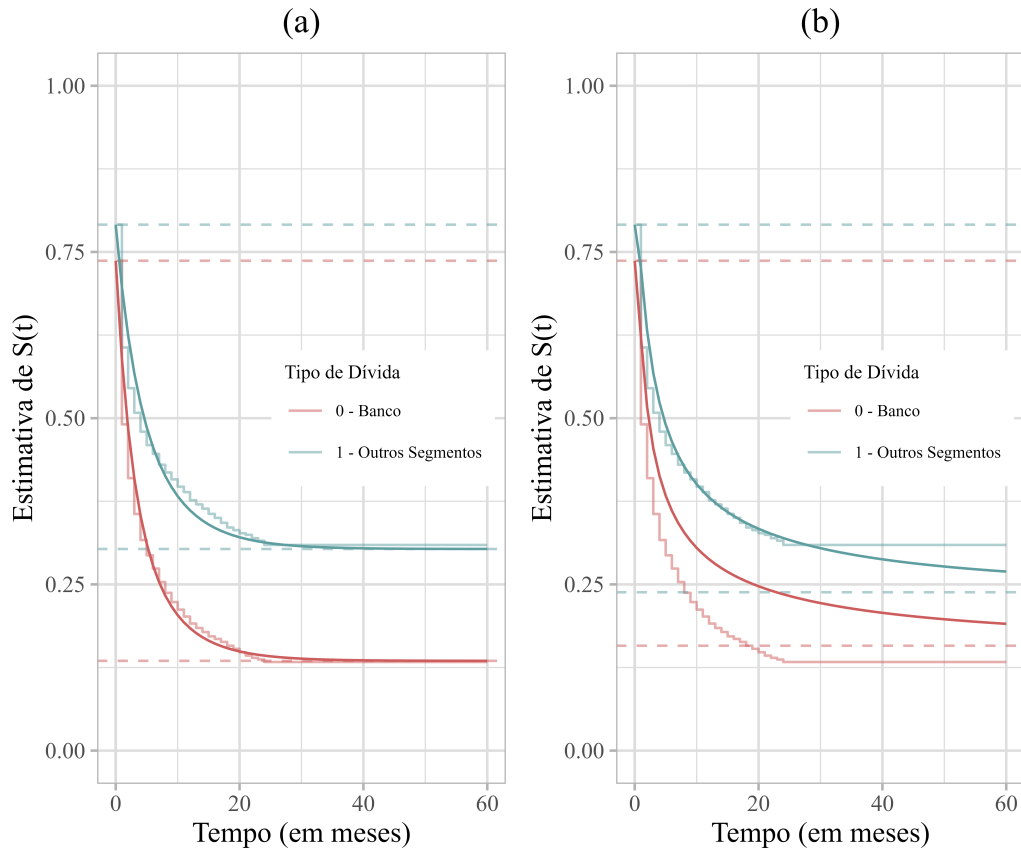 (a)
Estimativa de S(t)
1.00
0.75
0.50
0.25
0.00
Tipo de Dívida
0 - Banco
1 - Outros Segmentos
0
20
40
60
Tempo (em meses)
(b)
Estimativa de S(t)
1.00
0.75
0.50
0.25
0.00
Tipo de Dívida
0 - Banco
1 - Outros Segmentos
0
20
40
60
Tempo (em meses)